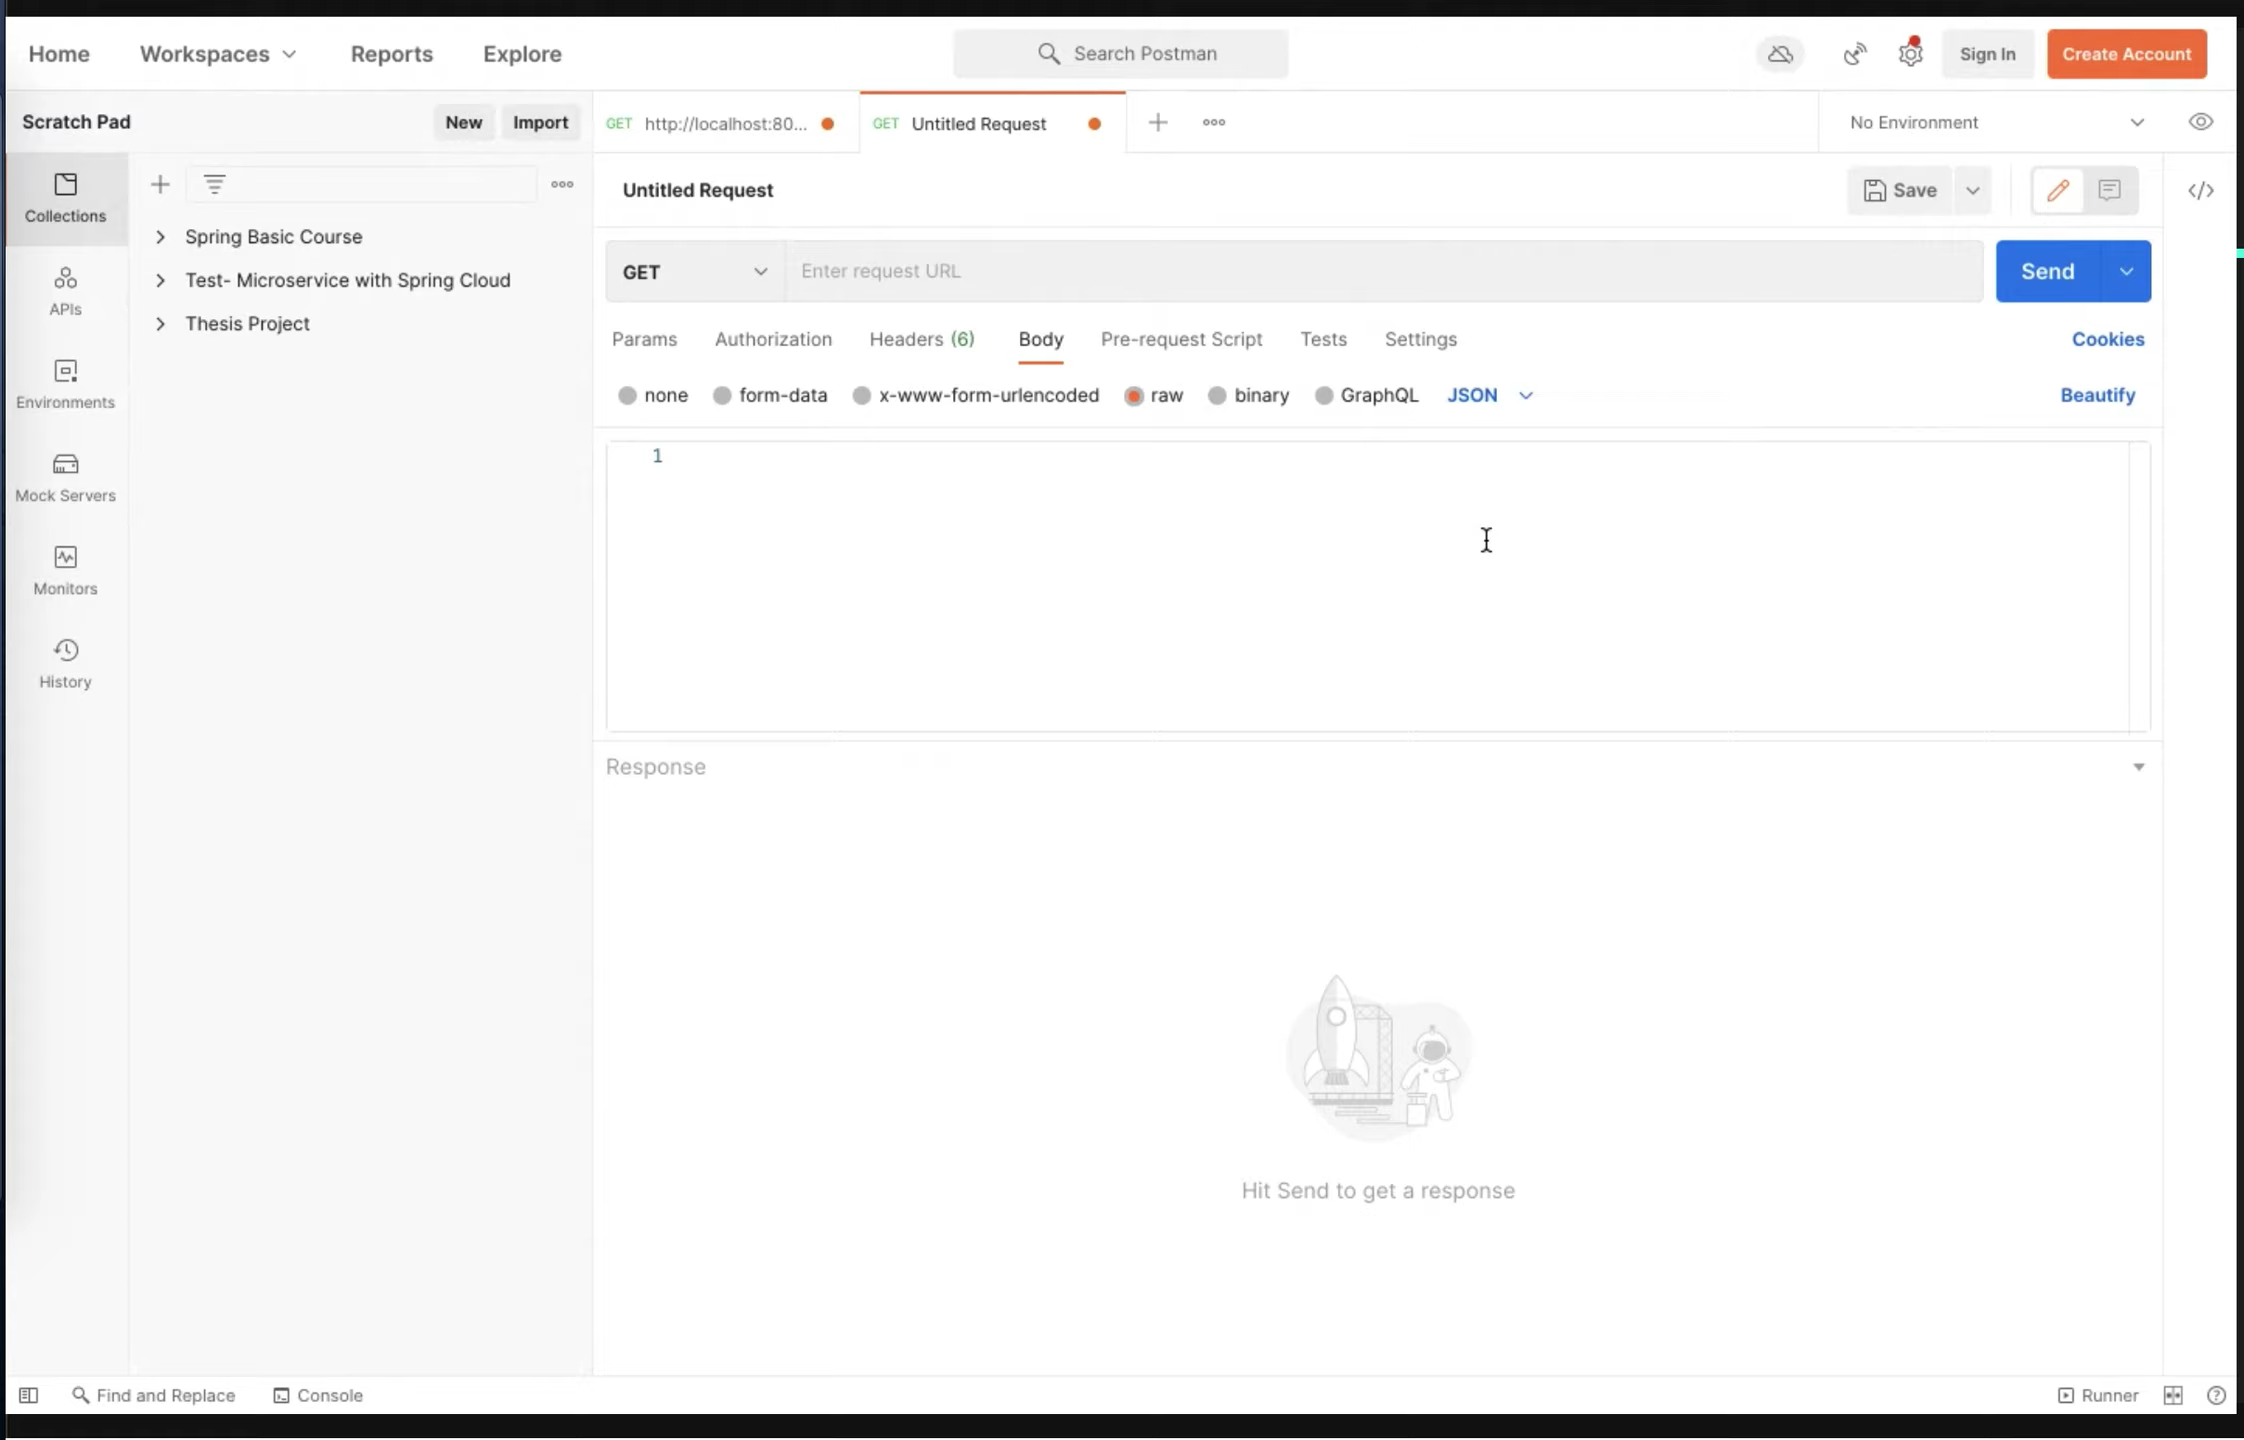 Home Workspaces Reports Explore Search Postman Sign In Create Account
Scratch Pad New Import GET http://localhost:80... GET Untitled Request No Environment
Collections
APIs
Environments
Mock Servers
Monitors
History
Spring Basic Course
Test- Microservice with Spring Cloud
Thesis Project
Untitled Request Save
GET Enter request URL Send
Params Authorization Headers (6) Body Pre-request Script Tests Settings Cookies
none form-data x-www-form-urlencoded raw binary GraphQL JSON Beautify
1
Response
Hit Send to get a response
Find and Replace Console Runner